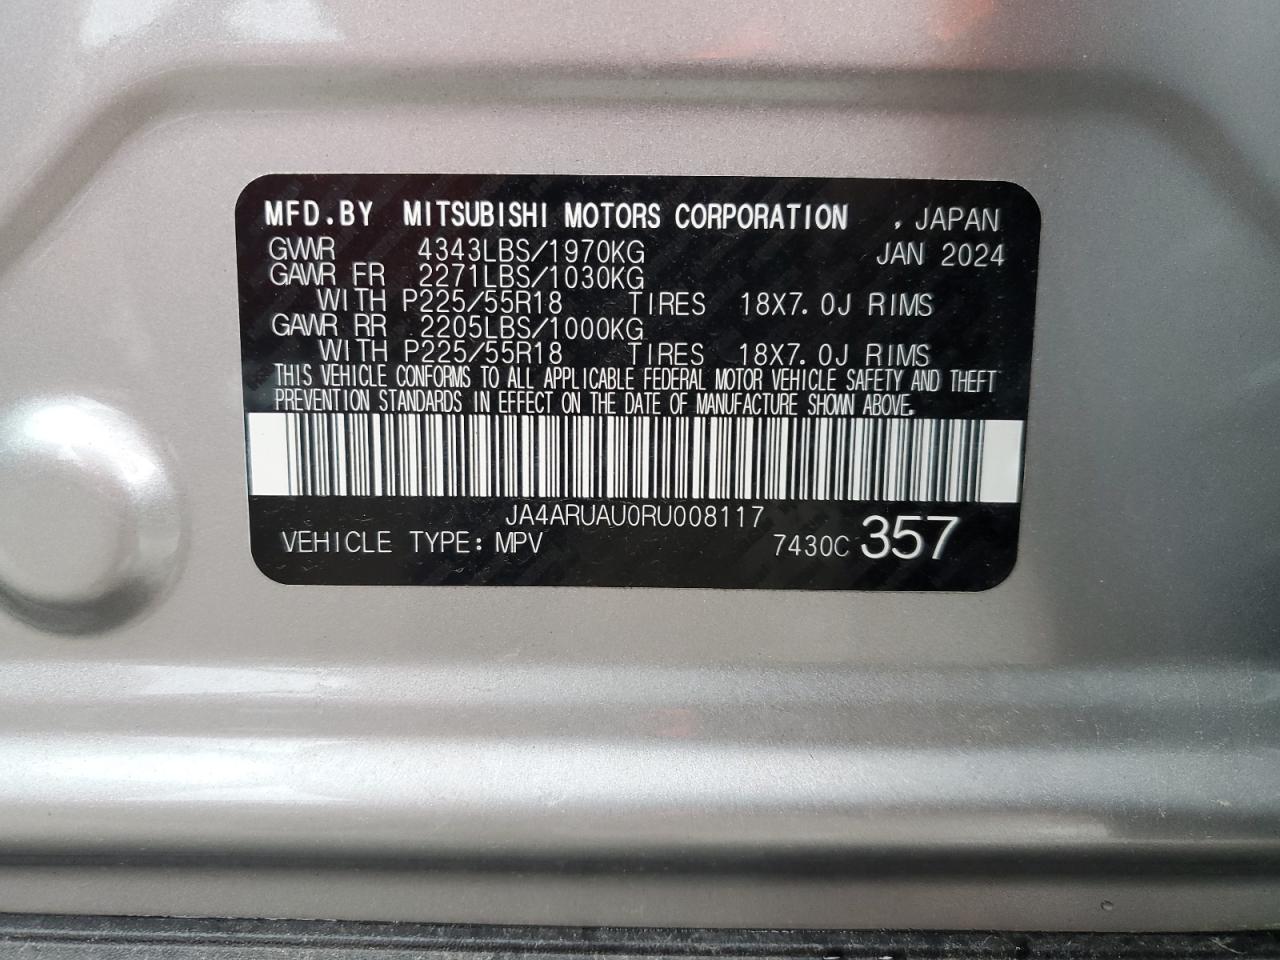 MFD.BY MITSUBISHI MOTORS CORPORATION , JAPAN
GVWR 4343LBS/1970KG JAN 2024
GAWR FR 2271LBS/1030KG
WITH P225/55R18 TIRES 18X7.0J RIMS
GAWR RR 2205LBS/1000KG
WITH P225/55R18 TIRES 18X7.0J RIMS
THIS VEHICLE CONFORMS TO ALL APPLICABLE FEDERAL MOTOR VEHICLE SAFETY AND THEFT
PREVENTION STANDARDS IN EFFECT ON THE DATE OF MANUFACTURE SHOWN ABOVE.
JA4ARUAU0RU008117
VEHICLE TYPE: MPV 7430C 357